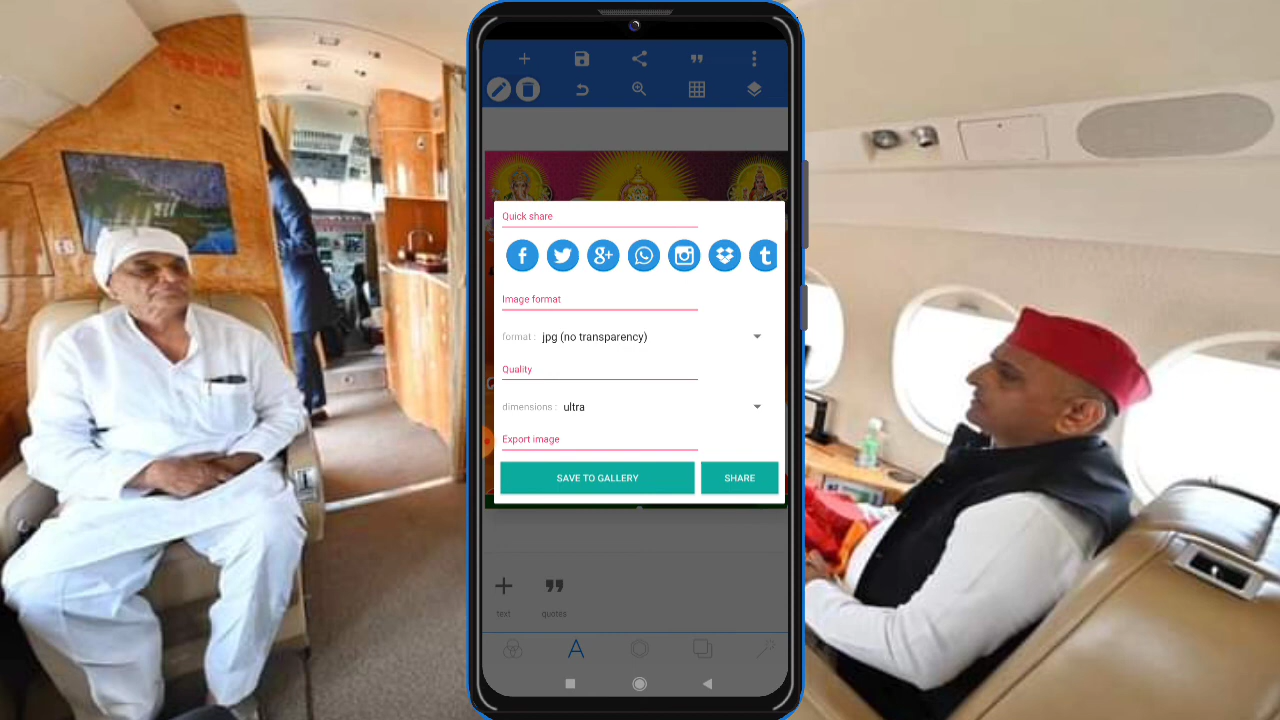 Quick share
Image format
format : jpg (no transparency)
Quality
dimensions : ultra
Export image
SAVE TO GALLERY
SHARE
text
quotes